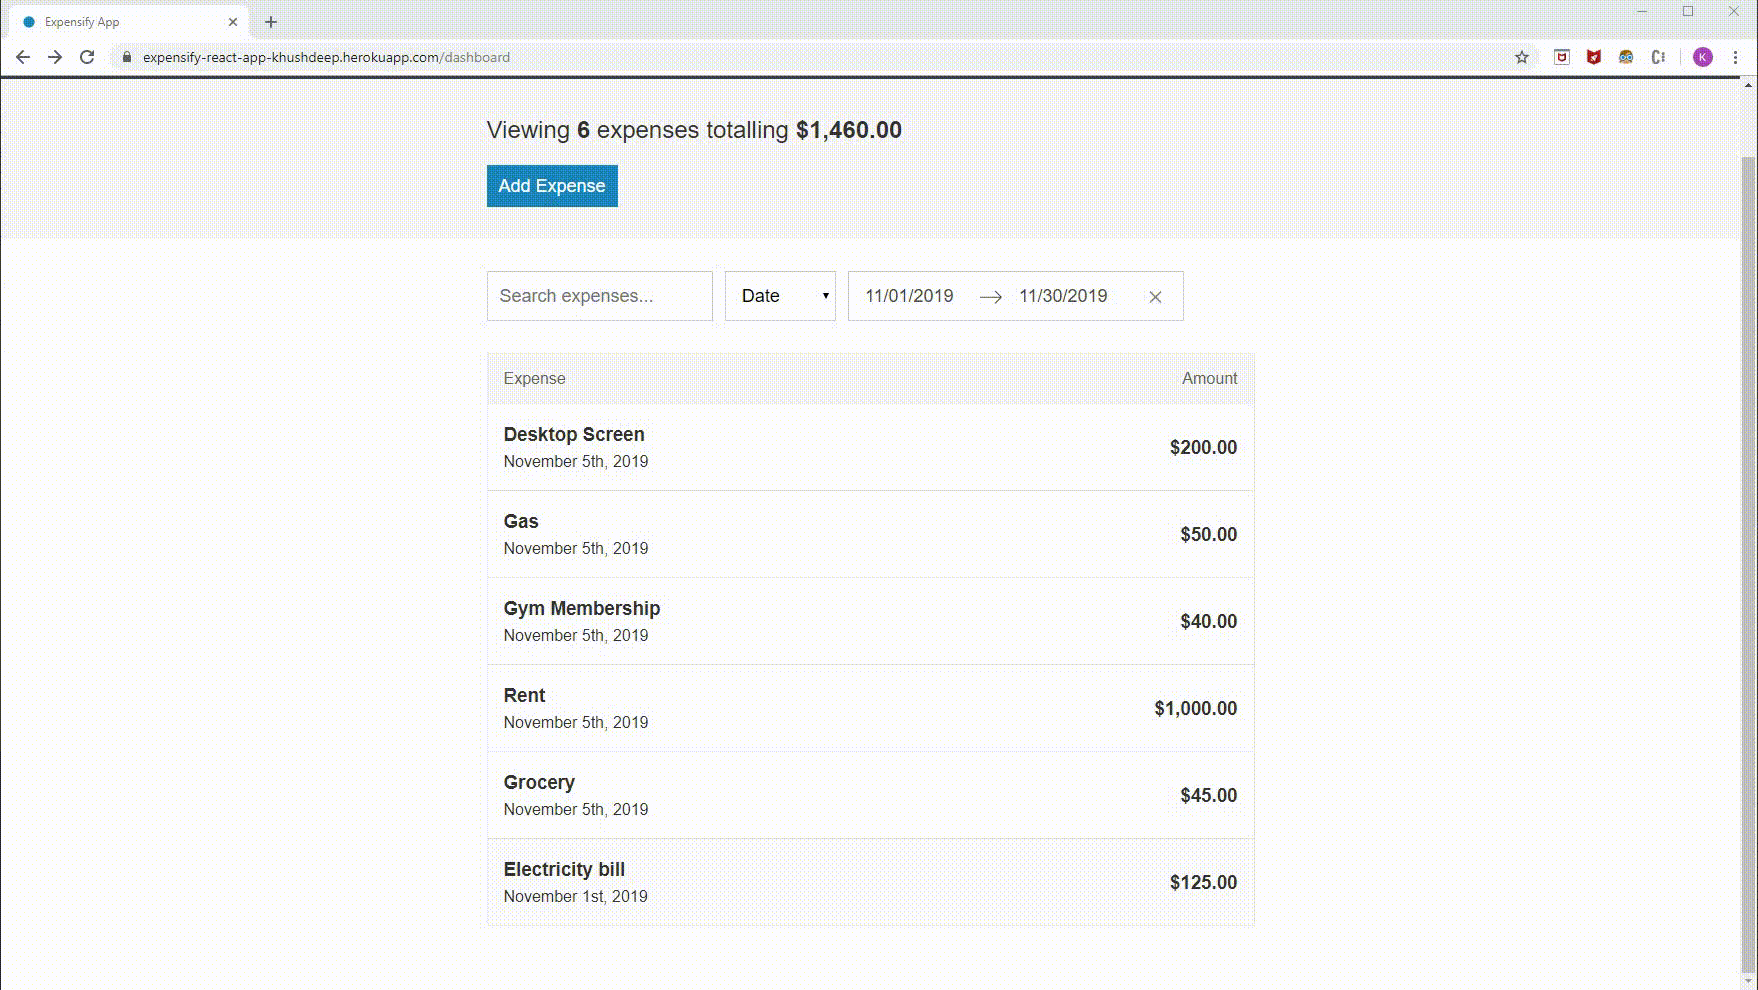 Expensify App
expensify-react-app-khushdeep.herokuapp.com/dashboard
K
Viewing 6 expenses totalling $1,460.00
Add Expense
Search expenses...
Date
11/01/2019
11/30/2019
Expense Amount
Desktop Screen
November 5th, 2019
$200.00
Gas
November 5th, 2019
$50.00
Gym Membership
November 5th, 2019
$40.00
Rent
November 5th, 2019
$1,000.00
Grocery
November 5th, 2019
$45.00
Electricity bill
November 1st, 2019
$125.00